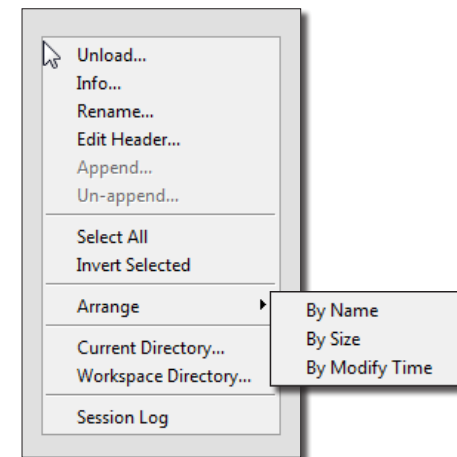 Unload...
Info...
Rename...
Edit Header...
Append...
Un-append...
Select All
Invert Selected
Arrange
By Name
By Size
By Modify Time
Current Directory...
Workspace Directory...
Session Log